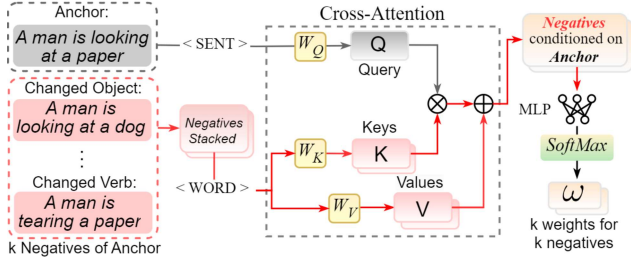 Anchor:
A man is looking
at a paper
Changed Object:
A man is
looking at a dog
Changed Verb:
A man is
tearing a paper
k Negatives of Anchor
< SENT >
Negatives
Stacked
< WORD >
Cross-Attention
W_Q
Q
Query
Keys
W_K
K
Values
W_V
V
Negatives
conditioned on
Anchor
MLP
SoftMax
ω
k weights for
k negatives